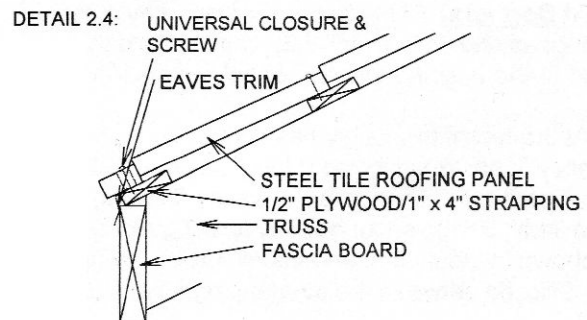 DETAIL 2.4:
UNIVERSAL CLOSURE &
SCREW
EAVES TRIM
STEEL TILE ROOFING PANEL
1/2" PLYWOOD/1" x 4" STRAPPING
TRUSS
FASCIA BOARD